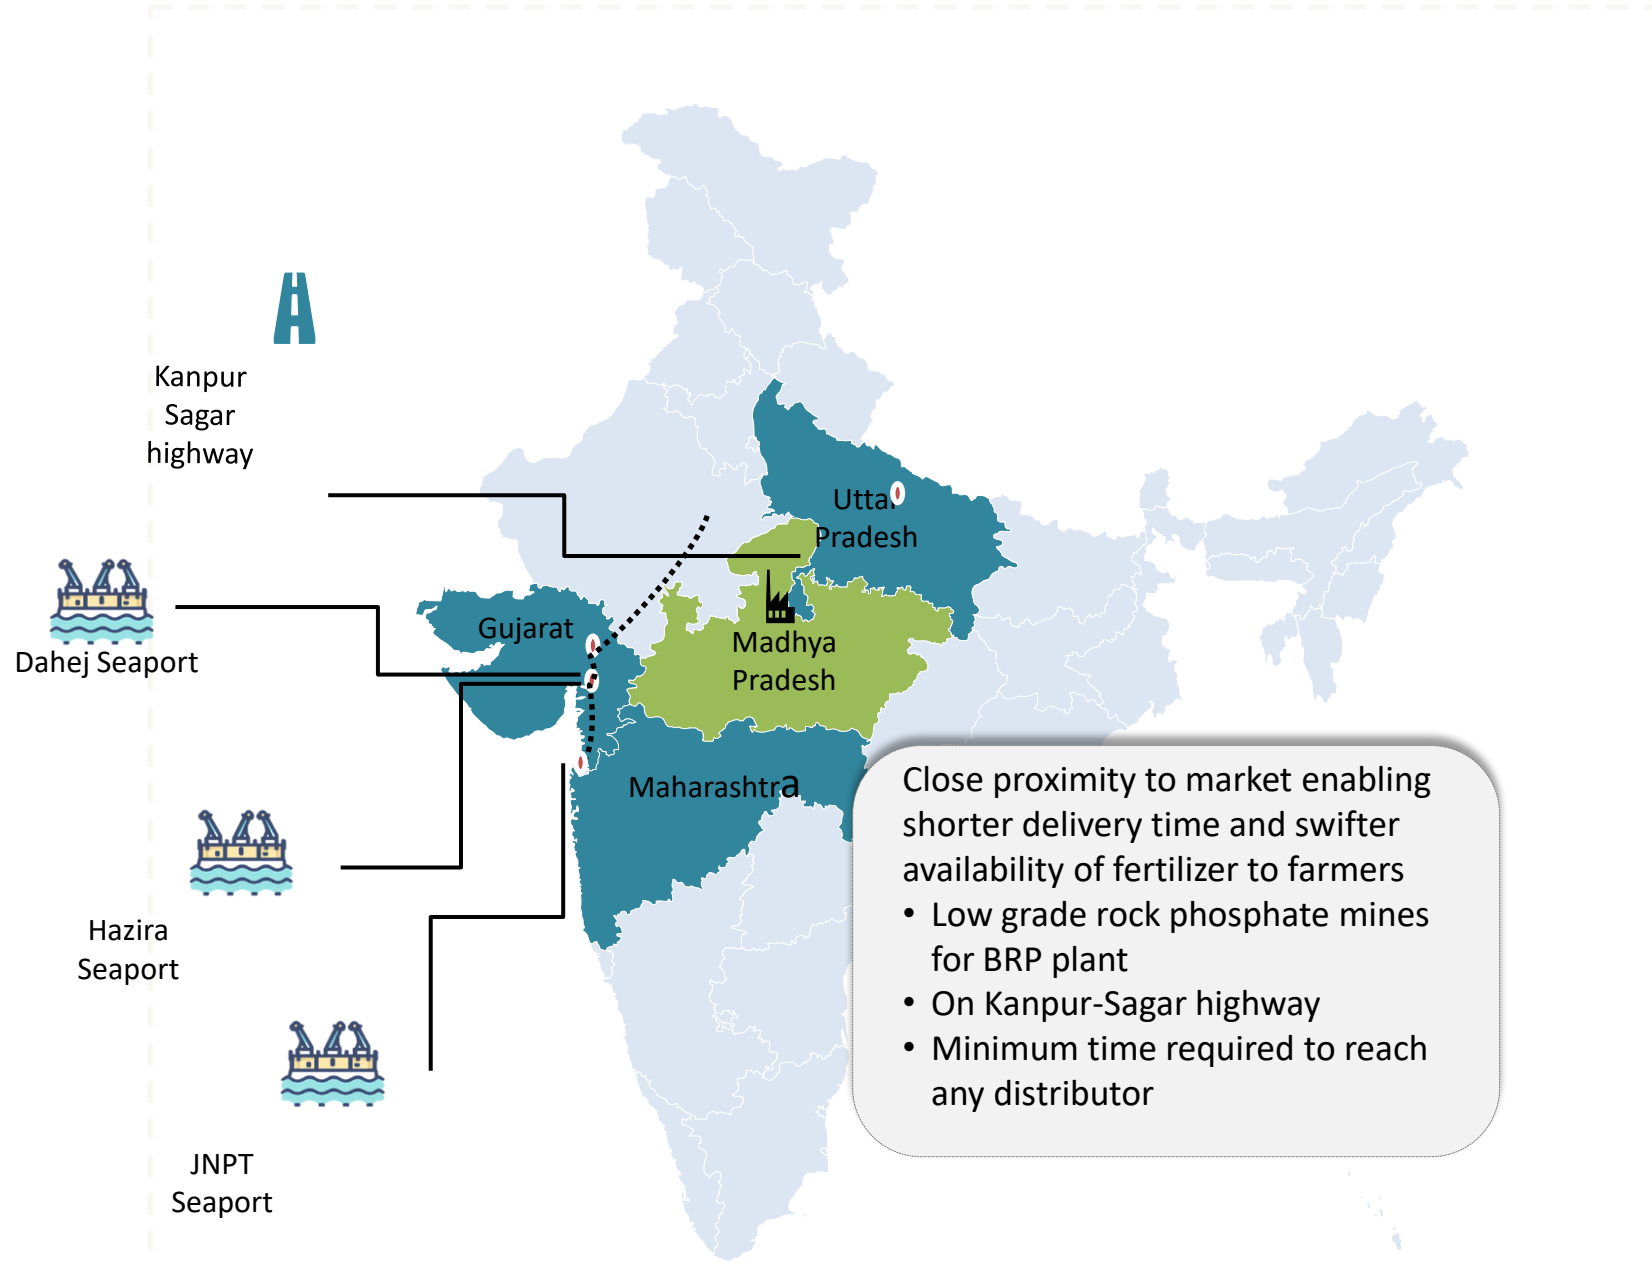 Kanpur
Sagar
highway
Dahej Seaport
Hazira
Seaport
JNPT
Seaport
Uttar
Pradesh
Gujarat
Madhya
Pradesh
Maharashtra
Close proximity to market enabling
shorter delivery time and swifter
availability of fertilizer to farmers
• Low grade rock phosphate mines
for BRP plant
• On Kanpur-Sagar highway
• Minimum time required to reach
any distributor